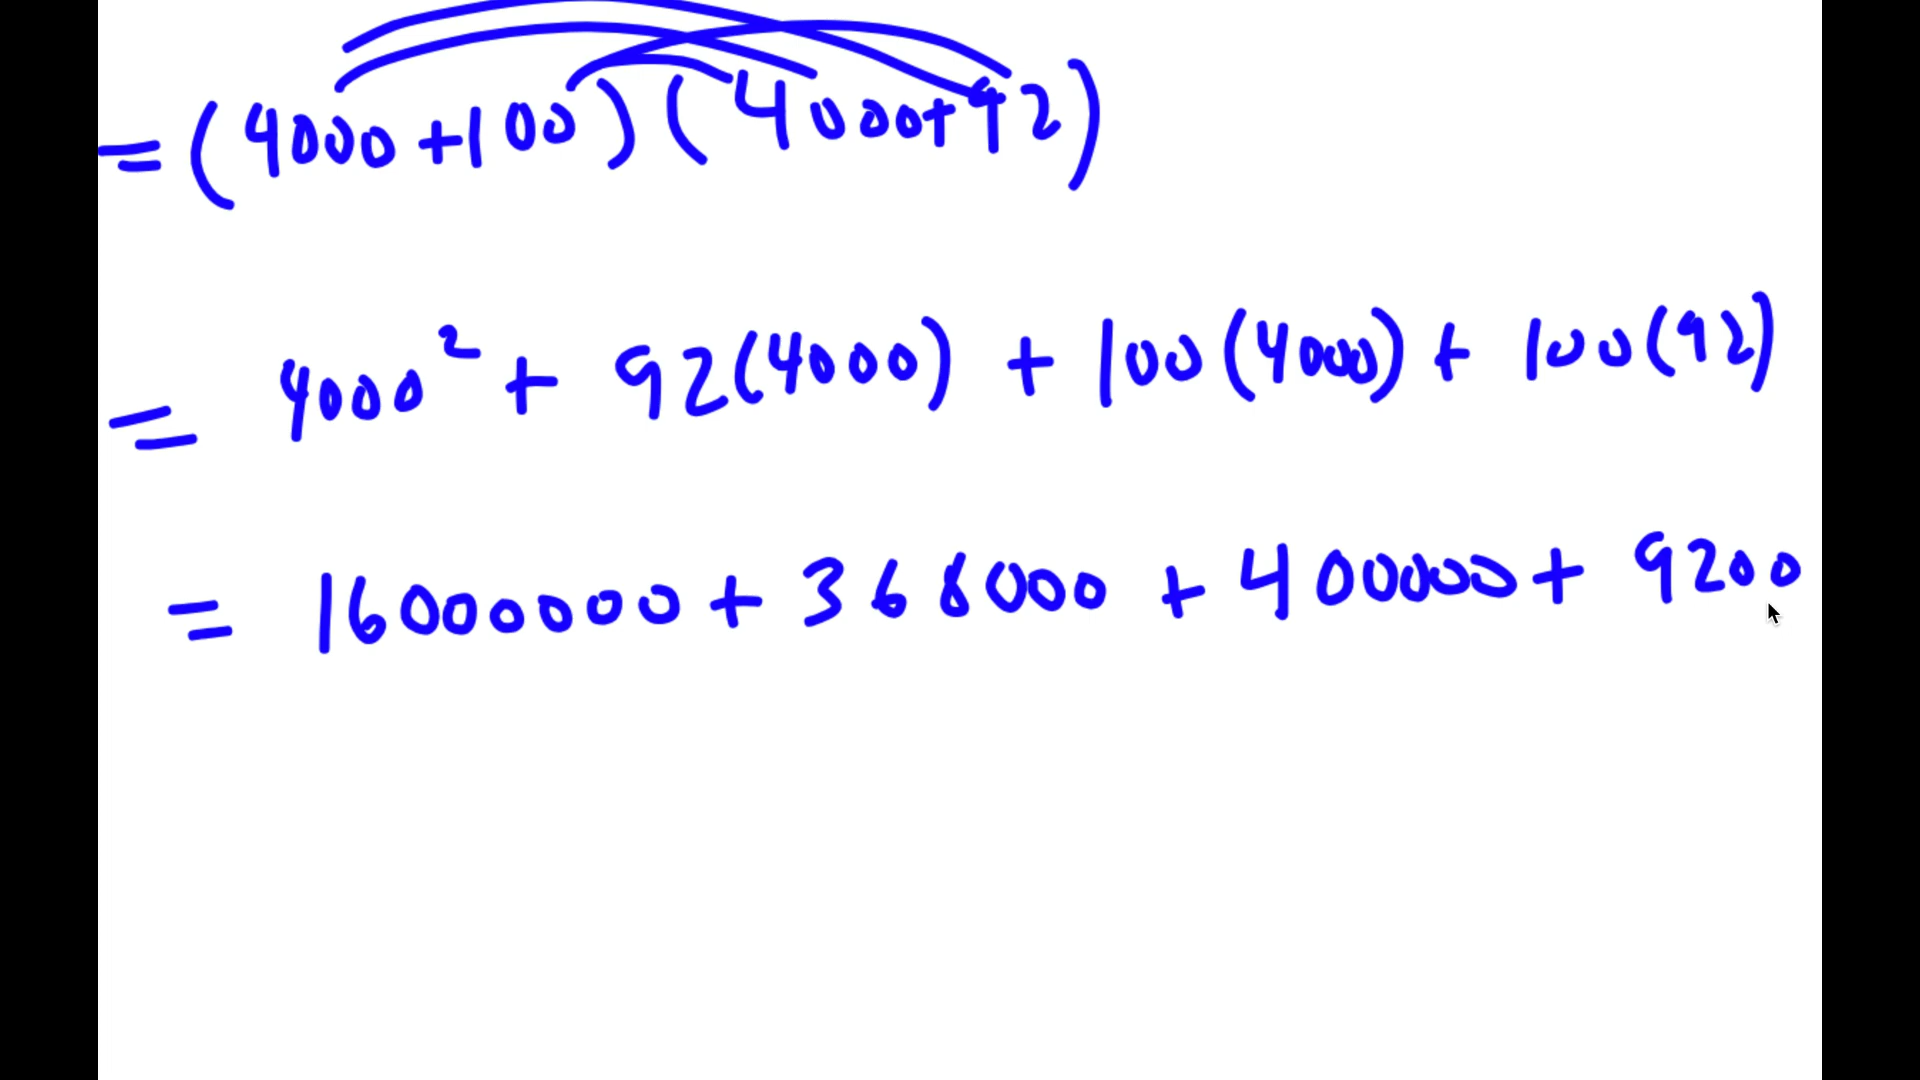 = (4000 + 100) (4000 + 92)
= 4000² + 92(4000) + 100(4000) + 100(92)
= 16000000 + 368000 + 400000 + 9200